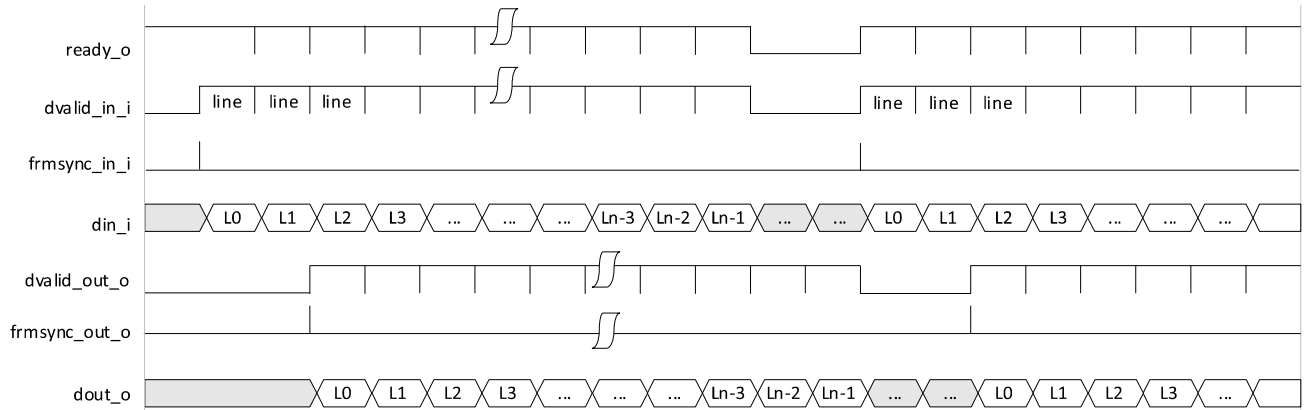 ready_o
dvalid_in_i line line line line line line
frmsync_in_i
din_i L0 L1 L2 L3 ... ... ... Ln-3 Ln-2 Ln-1 ... ... L0 L1 L2 L3 ... ... ...
dvalid_out_o
frmsync_out_o
dout_o L0 L1 L2 L3 ... ... ... Ln-3 Ln-2 Ln-1 ... ... L0 L1 L2 L3 ...